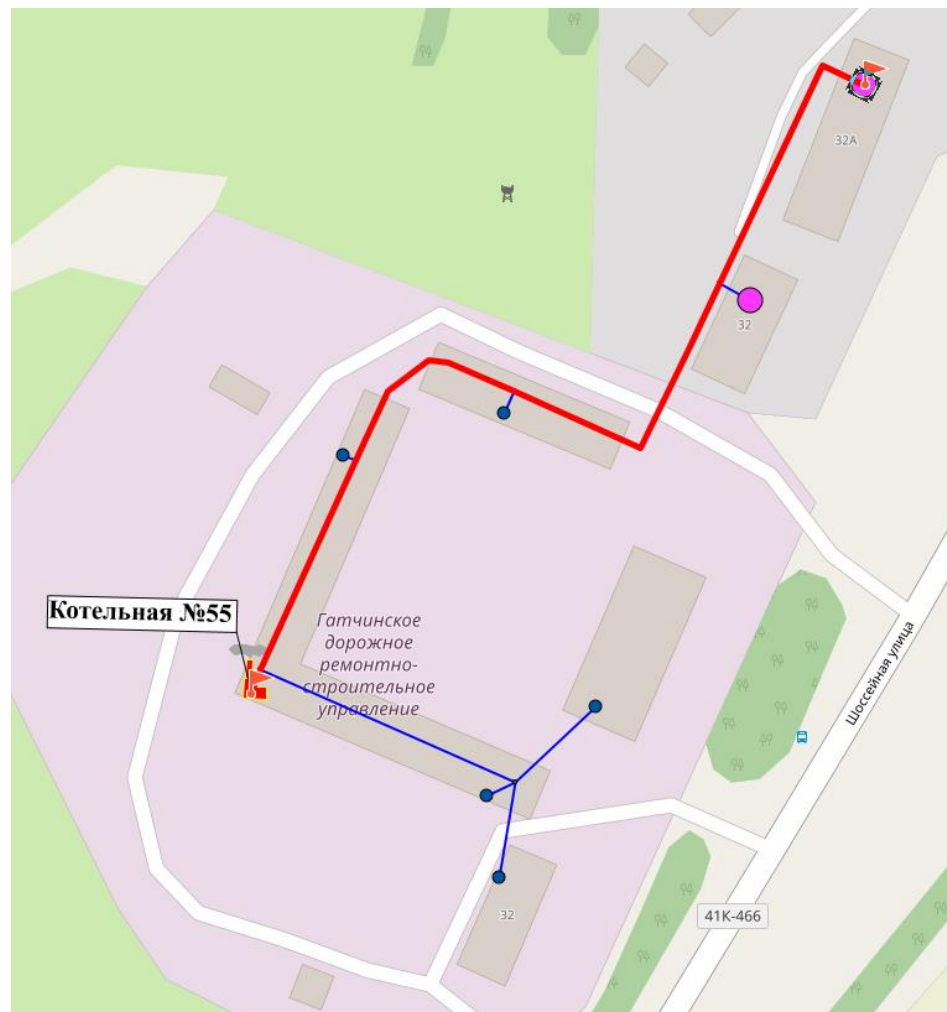 32А
32
Котельная №55
Гатчинское
дорожное
ремонтно-
строительное
управление
Шоссейная улица
32
41К-466